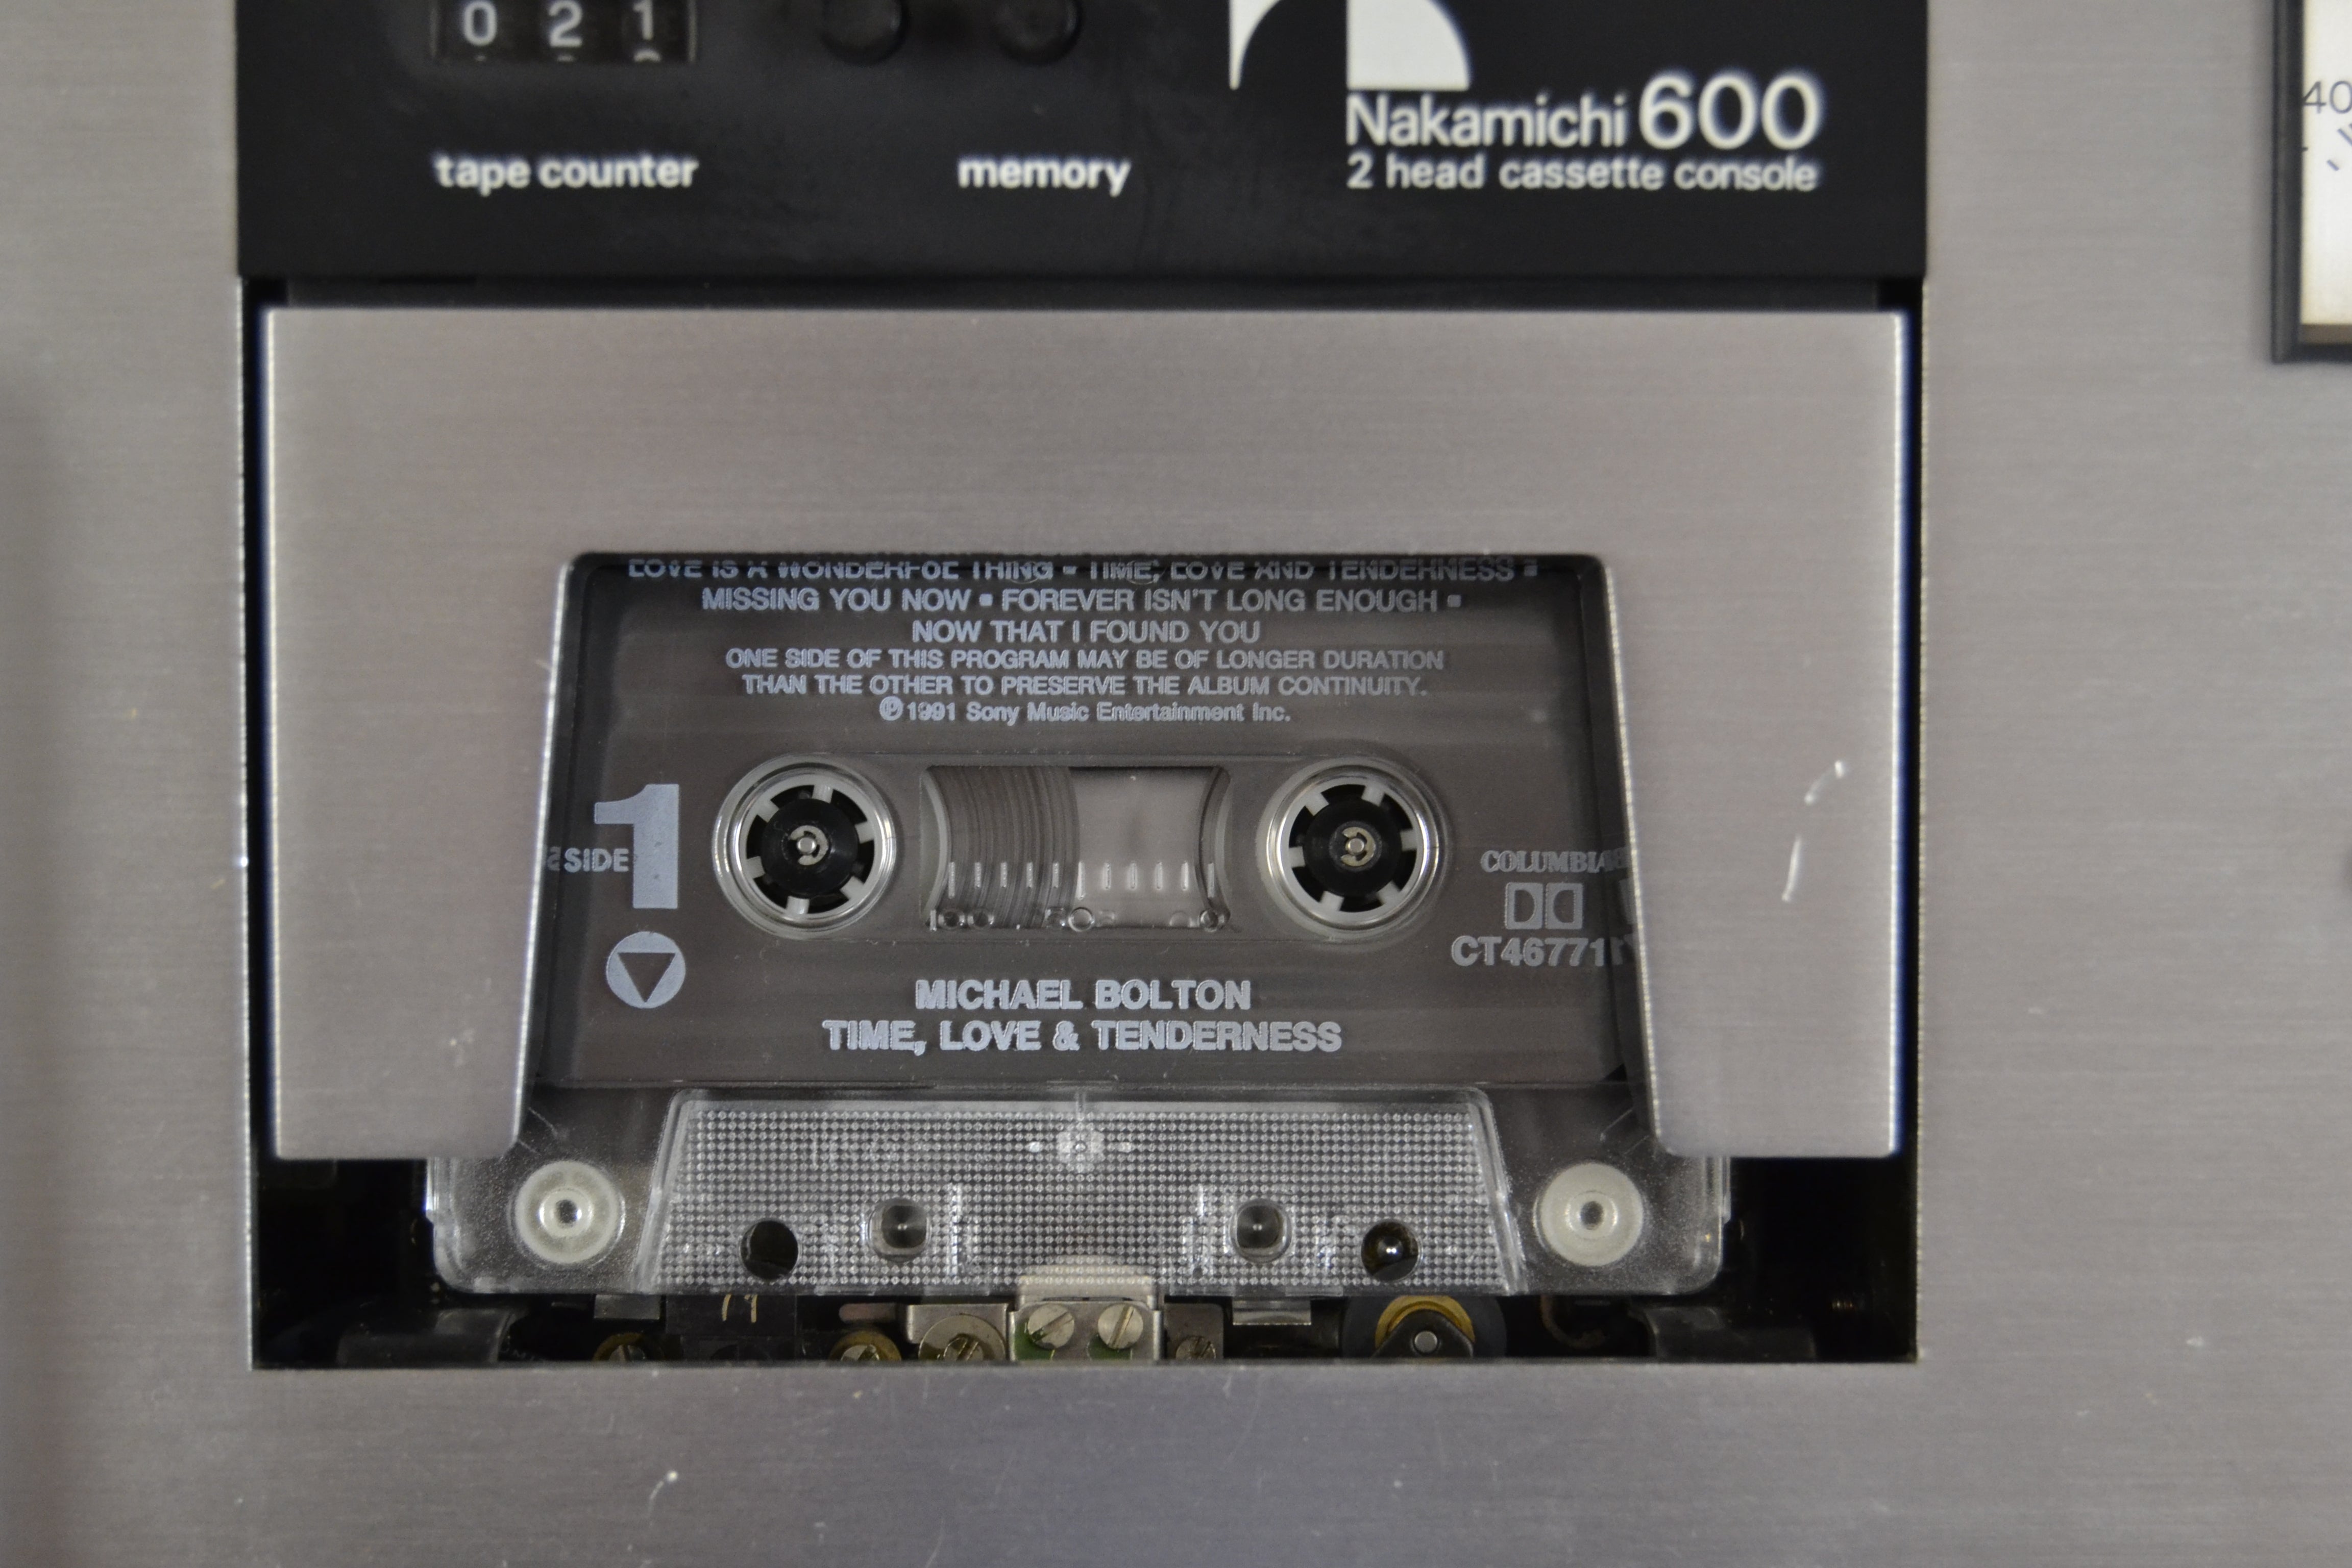 021
Nakamichi 600
tape counter
memory
2 head cassette console
40
LOVE IS A WONDERFUL THING ▪ TIME, LOVE AND TENDERNESS ▪
MISSING YOU NOW ▪ FOREVER ISN'T LONG ENOUGH ▪
NOW THAT I FOUND YOU
ONE SIDE OF THIS PROGRAM MAY BE OF LONGER DURATION
THAN THE OTHER TO PRESERVE THE ALBUM CONTINUITY.
℗1991 Sony Music Entertainment Inc.
SIDE 1
COLUMBIA
CT46771
MICHAEL BOLTON
TIME, LOVE & TENDERNESS